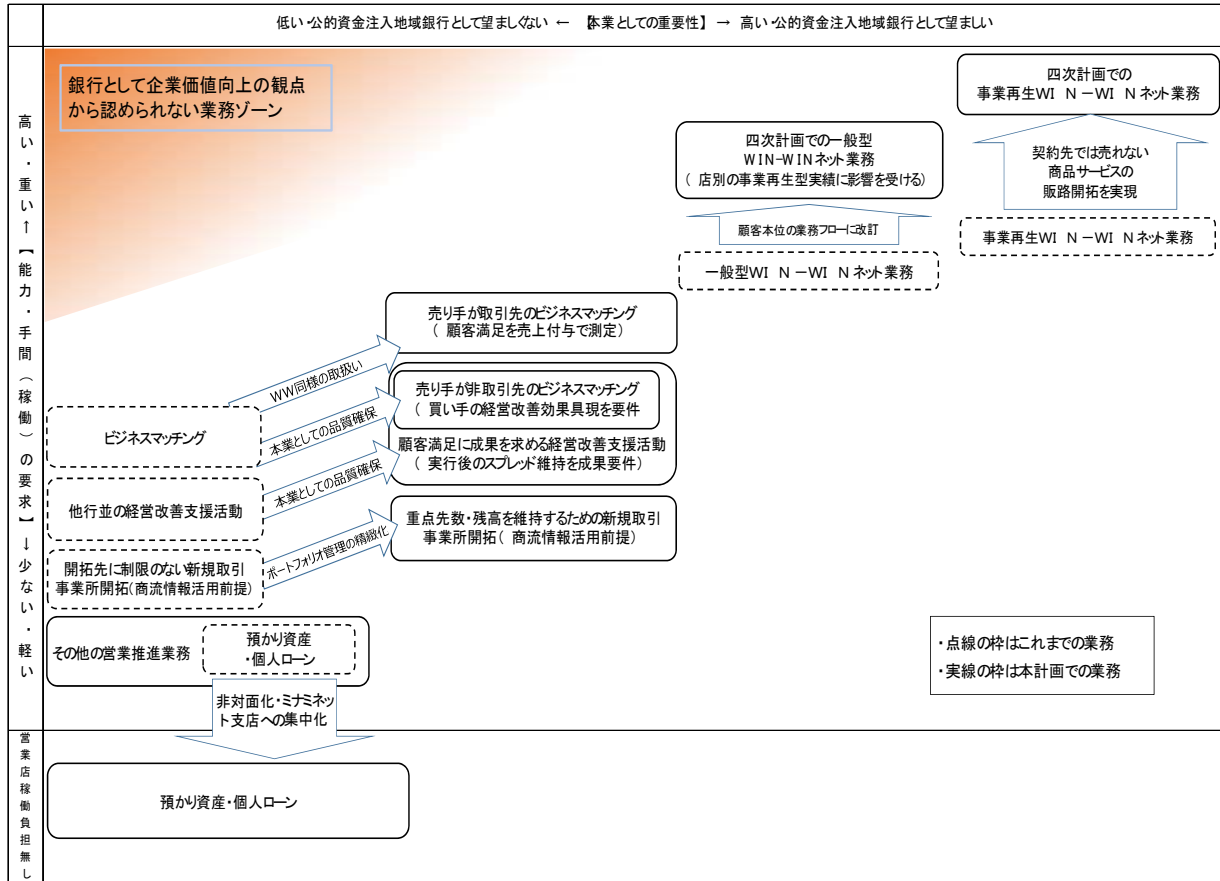 低い・公的資金注入地域銀行として望ましくない ← 【本業としての重要性】 → 高い・公的資金注入地域銀行として望ましい
高い・重い↑【能力・手間（稼働）の要求】↓少ない・軽い
銀行として企業価値向上の観点
から認められない業務ゾーン
四次計画での
事業再生WIN－WINネット業務
四次計画での一般型
WIN-WINネット業務
(店別の事業再生型実績に影響を受ける)
契約先では売れない
商品サービスの
販路開拓を実現
顧客本位の業務フローに改訂
事業再生WIN－WINネット業務
一般型WIN－WINネット業務
売り手が取引先のビジネスマッチング
(顧客満足を売上付与で測定)
WW同様の取扱い
売り手が非取引先のビジネスマッチング
(買い手の経営改善効果具現を要件
本業としての品質確保
ビジネスマッチング
顧客満足に成果を求める経営改善支援活動
(実行後のスプレッド維持を成果要件)
本業としての品質確保
他行並の経営改善支援活動
重点先数・残高を維持するための新規取引
事業所開拓(商流情報活用前提)
ポートフォリオ管理の精緻化
開拓先に制限のない新規取引
事業所開拓(商流情報活用前提)
その他の営業推進業務
預かり資産
・個人ローン
・点線の枠はこれまでの業務
・実線の枠は本計画での業務
非対面化・ミナミネッ
ト支店への集中化
営業店稼働負担無し
預かり資産・個人ローン